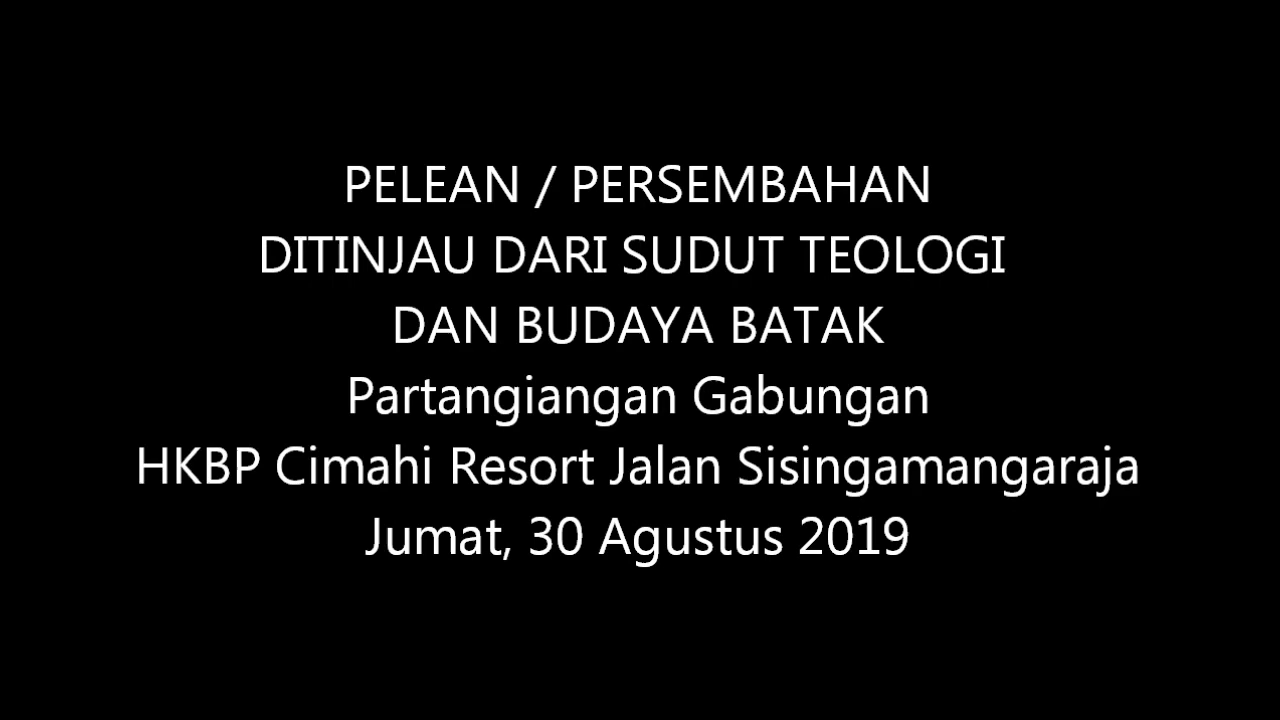 PELEAN / PERSEMBAHAN
DITINJAU DARI SUDUT TEOLOGI
DAN BUDAYA BATAK
Partangiangan Gabungan
HKBP Cimahi Resort Jalan Sisingamangaraja
Jumat, 30 Agustus 2019